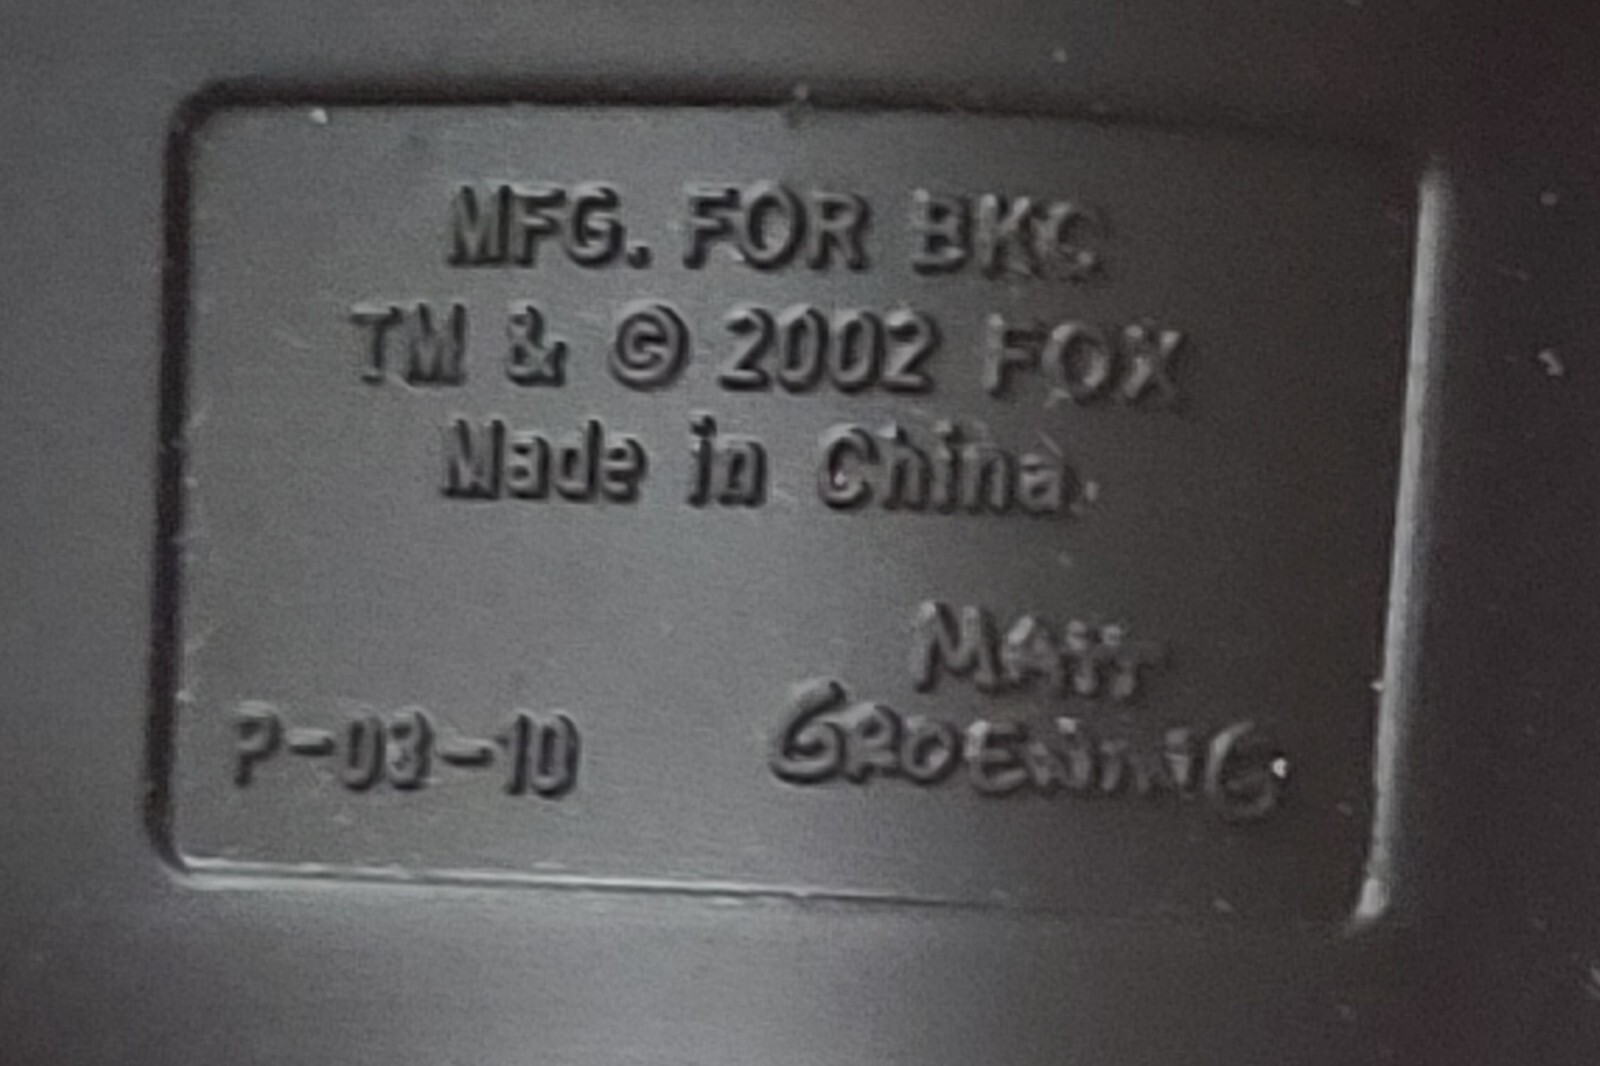 MFG. FOR BKC
TM & © 2002 FOX
Made in China.
MATT
GROENING
P-03-10